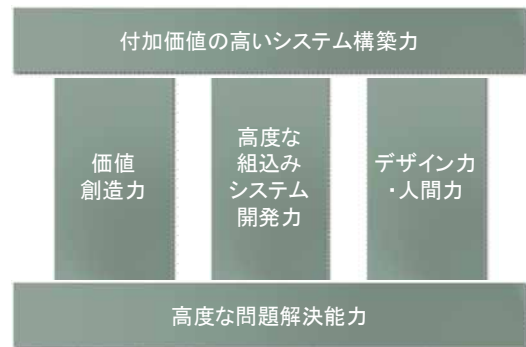 付加価値の高いシステム構築力
価値
創造力
高度な
組込み
システム
開発力
デザイン力
・人間力
高度な問題解決能力